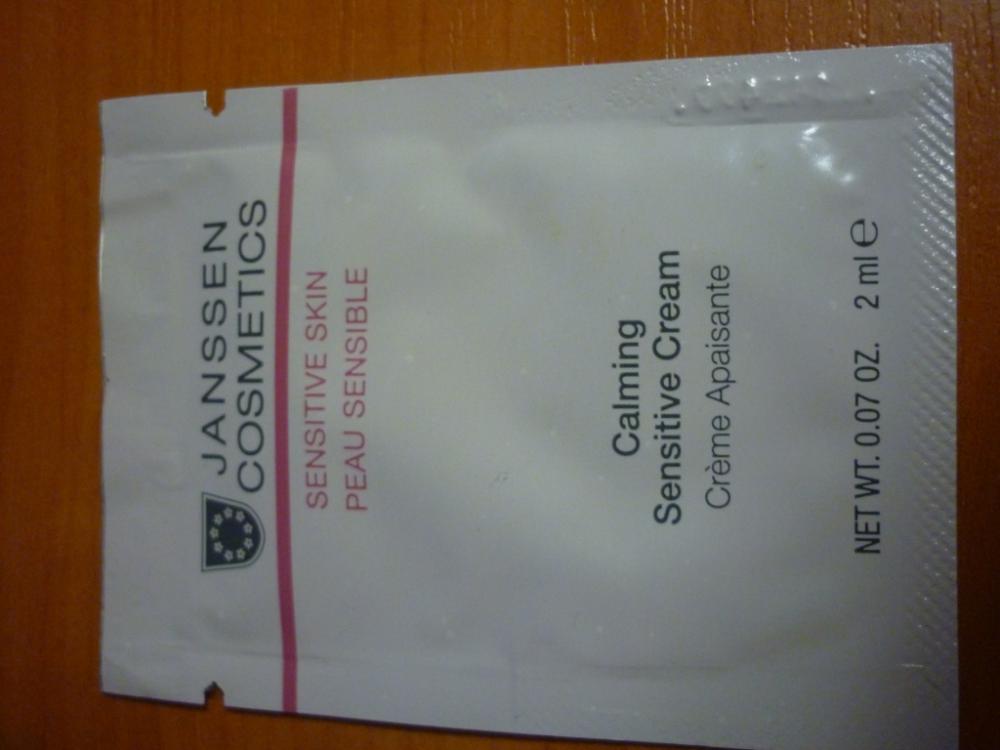 JANSSEN
COSMETICS
SENSITIVE SKIN
PEAU SENSIBLE
Calming
Sensitive Cream
Crème Apaisante
NET WT. 0.07 OZ. 2 ml ℮